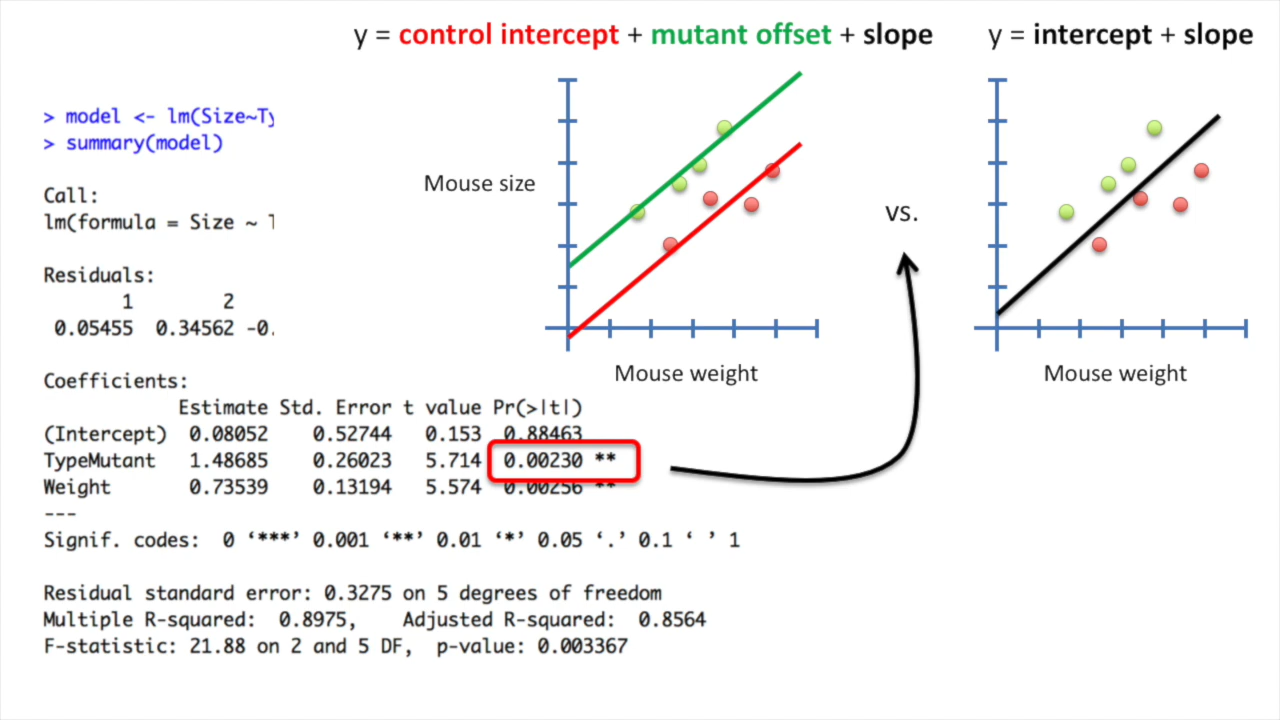 y = control intercept + mutant offset + slope
y = intercept + slope
> model <- lm(Size~Ty
> summary(model)
Call:
lm(formula = Size ~
Residuals:
1 2
0.05455 0.34562 -0.
Mouse size
vs.
Mouse weight
Mouse weight
Coefficients:
Estimate Std. Error t value Pr(>|t|)
(Intercept) 0.08052 0.52744 0.153 0.88463
TypeMutant 1.48685 0.26023 5.714 0.00230 **
Weight 0.73539 0.13194 5.574 0.00256 **
---
Signif. codes: 0 ‘***’ 0.001 ‘**’ 0.01 ‘*’ 0.05 ‘.’ 0.1 ‘ ’ 1
Residual standard error: 0.3275 on 5 degrees of freedom
Multiple R-squared: 0.8975, Adjusted R-squared: 0.8564
F-statistic: 21.88 on 2 and 5 DF, p-value: 0.003367